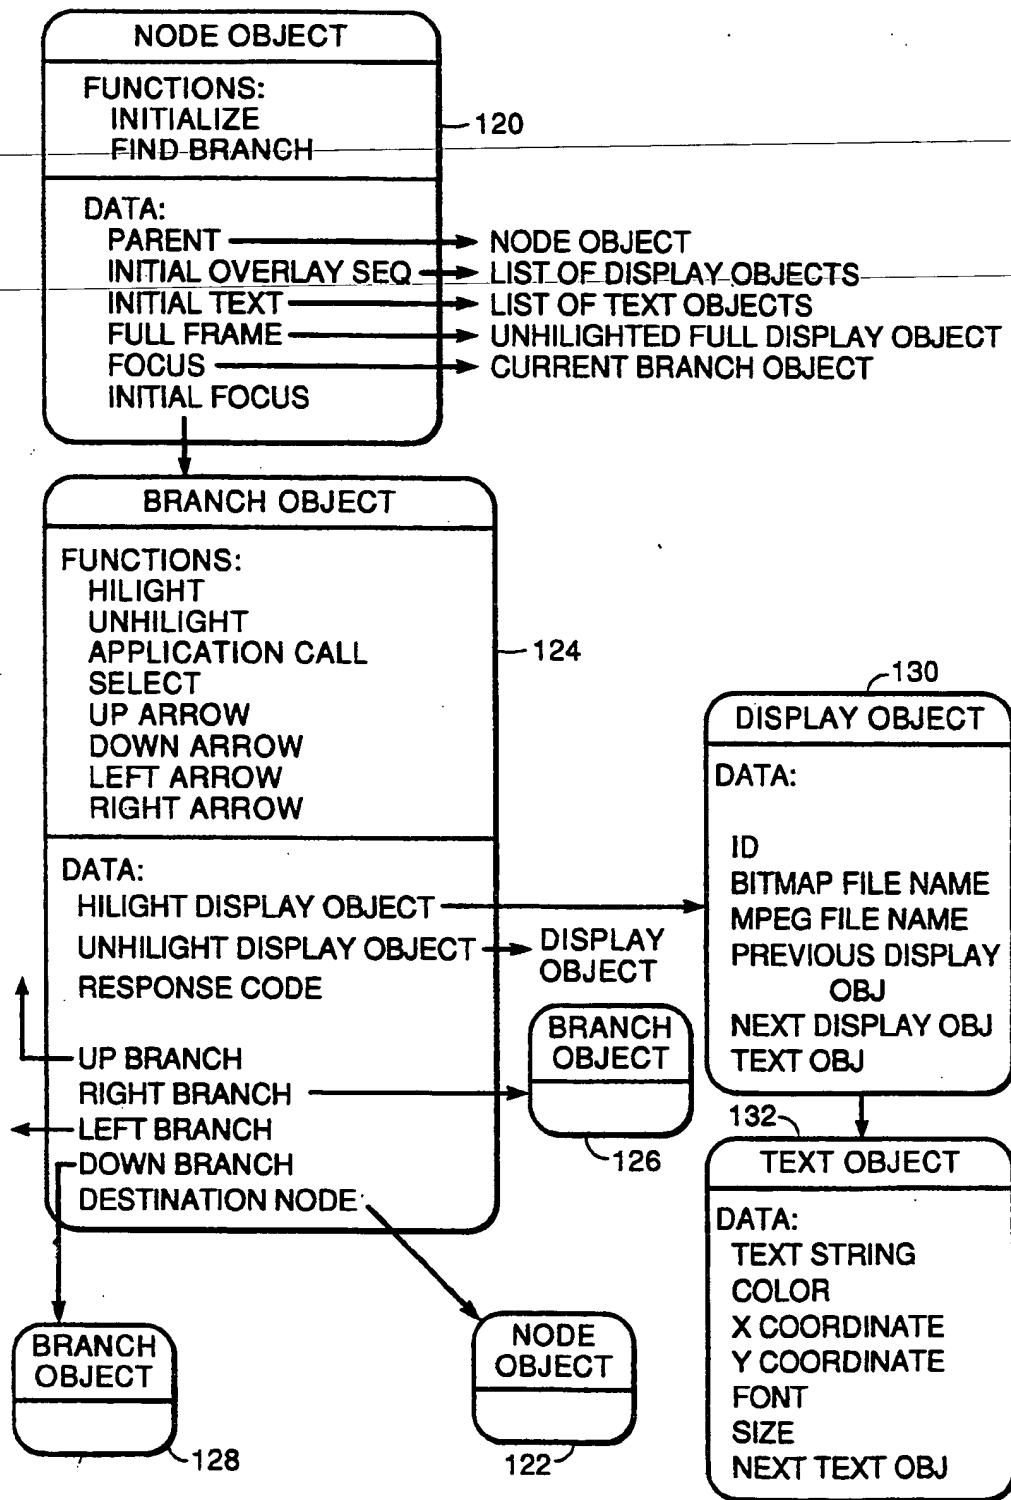 NODE OBJECT
FUNCTIONS:
INITIALIZE
FIND BRANCH
120
DATA:
PARENT
NODE OBJECT
INITIAL OVERLAY SEQ
LIST OF DISPLAY OBJECTS
INITIAL TEXT
LIST OF TEXT OBJECTS
FULL FRAME
UNHILIGHTED FULL DISPLAY OBJECT
FOCUS
CURRENT BRANCH OBJECT
INITIAL FOCUS
BRANCH OBJECT
FUNCTIONS:
HILIGHT
UNHILIGHT
APPLICATION CALL
SELECT
UP ARROW
DOWN ARROW
LEFT ARROW
RIGHT ARROW
124
DATA:
HILIGHT DISPLAY OBJECT
UNHILIGHT DISPLAY OBJECT
DISPLAY
OBJECT
RESPONSE CODE
UP BRANCH
RIGHT BRANCH
LEFT BRANCH
DOWN BRANCH
DESTINATION NODE
130
DISPLAY OBJECT
DATA:
ID
BITMAP FILE NAME
MPEG FILE NAME
PREVIOUS DISPLAY
OBJ
NEXT DISPLAY OBJ
TEXT OBJ
BRANCH
OBJECT
126
132
TEXT OBJECT
DATA:
TEXT STRING
COLOR
X COORDINATE
Y COORDINATE
FONT
SIZE
NEXT TEXT OBJ
BRANCH
OBJECT
128
NODE
OBJECT
122